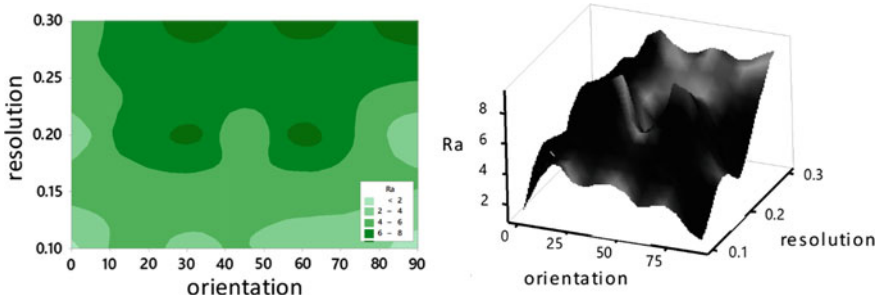 resolution
0.30
0.25
0.20
0.15
0.10
0 10 20 30 40 50 60 70 80 90
orientation
Ra
< 2
2 – 4
4 – 6
6 – 8
Ra
8
6
4
2
0 25 50 75
orientation
0.1
0.2
0.3
resolution